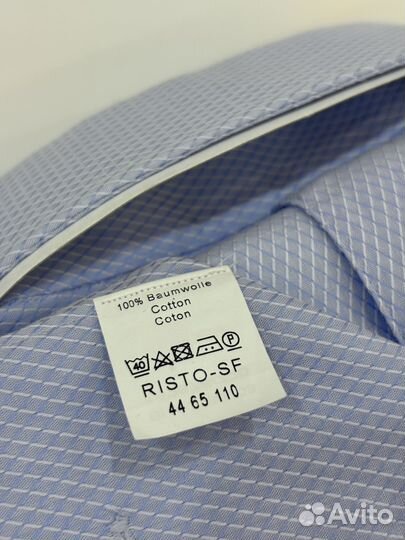 100% Baumwolle
Cotton
Coton
40 P
RISTO-SF
44 65 110
Avito